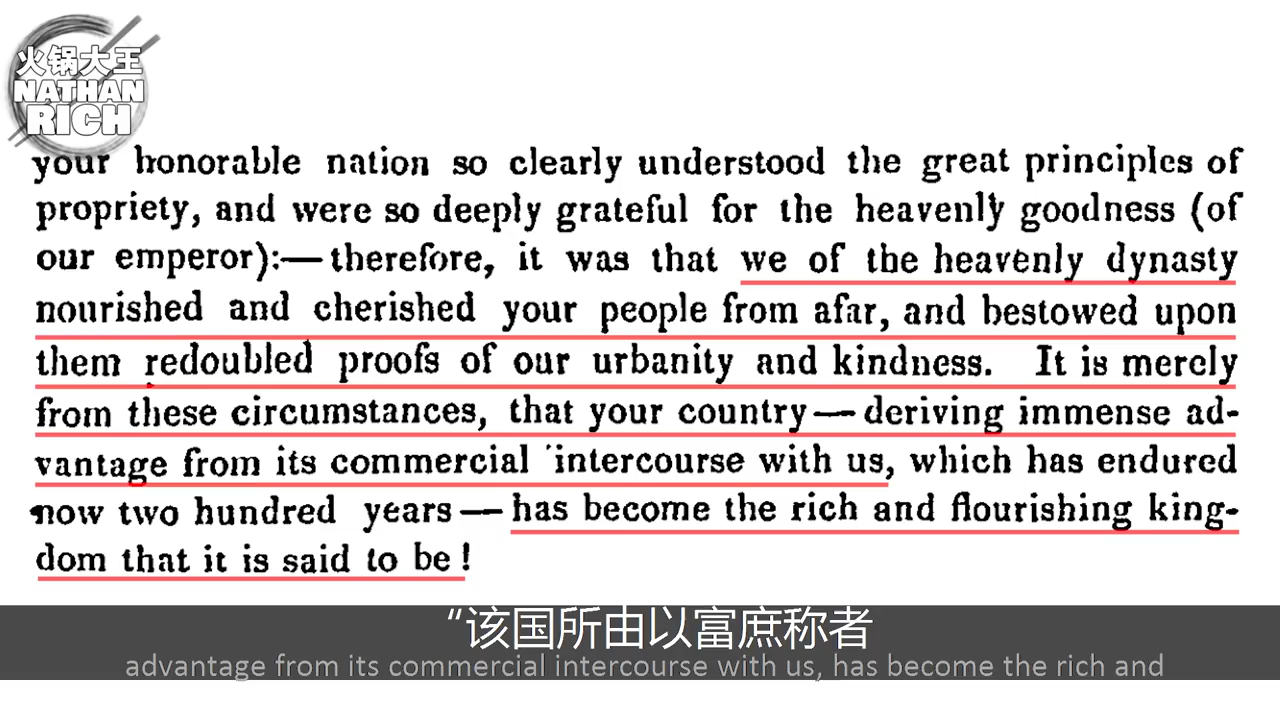 火锅大王
NATHAN
RICH
your honorable nation so clearly understood the great principles of
propriety, and were so deeply grateful for the heavenly goodness (of
our emperor):—therefore, it was that we of the heavenly dynasty
nourished and cherished your people from afar, and bestowed upon
them redoubled proofs of our urbanity and kindness. It is merely
from these circumstances, that your country—deriving immense ad-
vantage from its commercial intercourse with us, which has endured
now two hundred years—has become the rich and flourishing king-
dom that it is said to be!
“该国所由以富庶称者
advantage from its commercial intercourse with us, has become the rich and